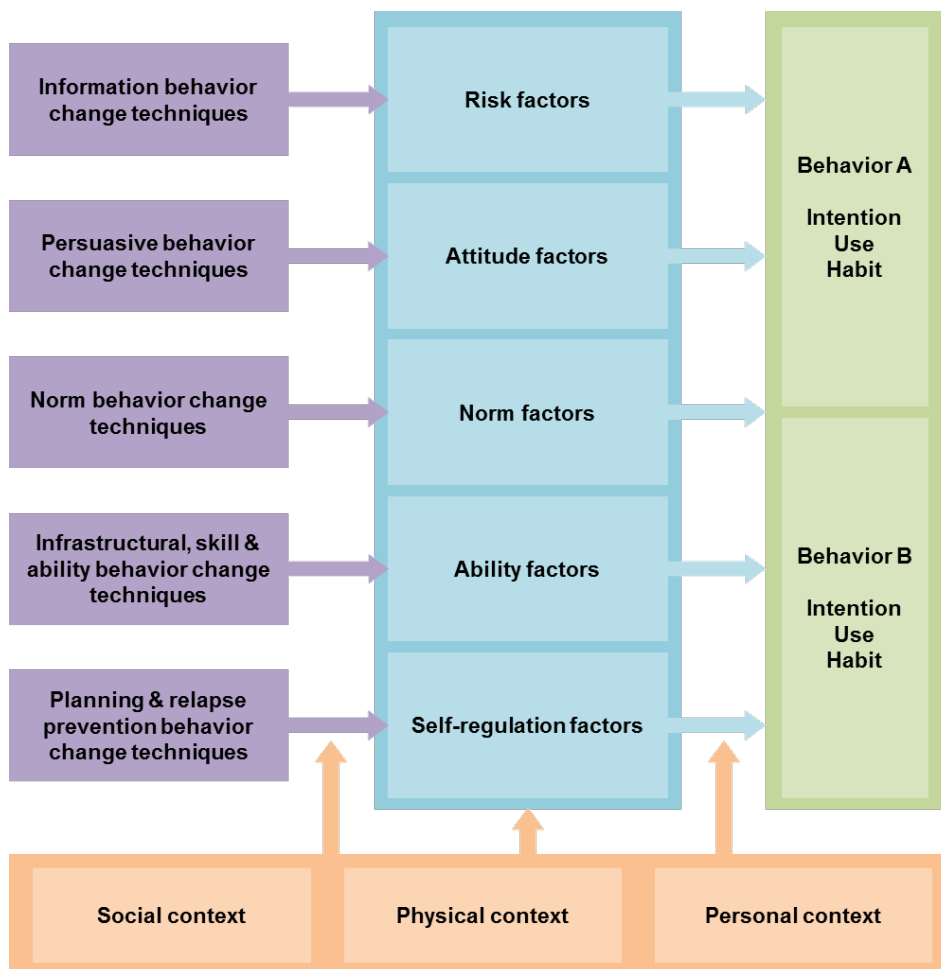 Information behavior
change techniques
Risk factors
Persuasive behavior
change techniques
Attitude factors
Norm behavior change
techniques
Norm factors
Infrastructural, skill &
ability behavior change
techniques
Ability factors
Planning & relapse
prevention behavior
change techniques
Self-regulation factors
Behavior A
Intention
Use
Habit
Behavior B
Intention
Use
Habit
Social context
Physical context
Personal context